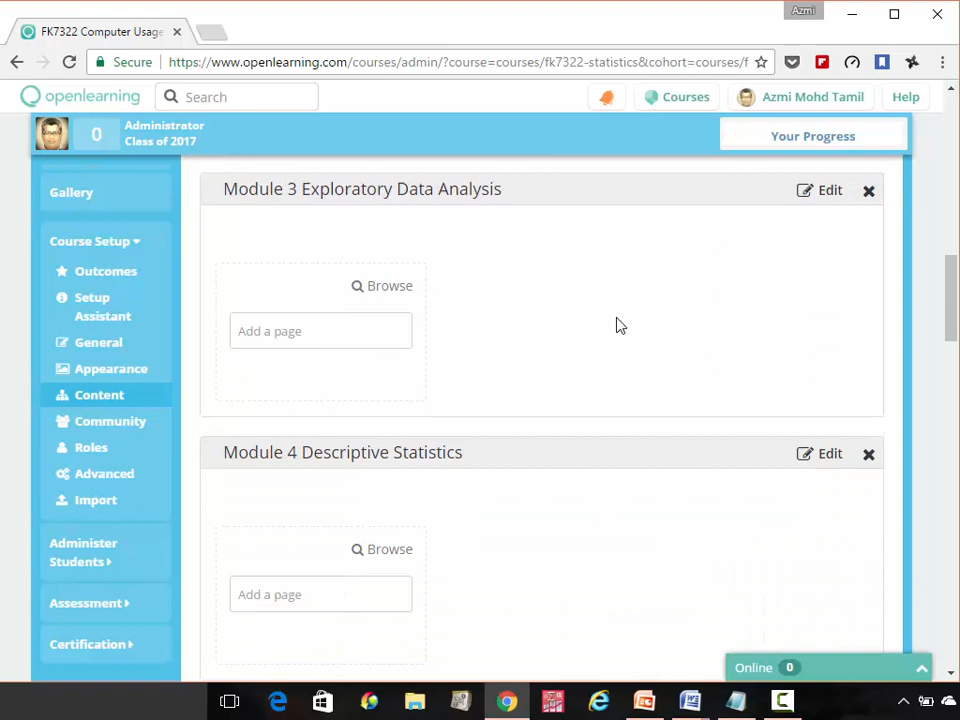 Azmi
FK7322 Computer Usage
Secure
https://www.openlearning.com/courses/admin/?course=courses/fk7322-statistics&cohort=courses/f
openlearning
Search
Courses
Azmi Mohd Tamil
Help
0
Administrator
Class of 2017
Your Progress
Gallery
Course Setup
Outcomes
Setup
Assistant
General
Appearance
Content
Community
Roles
Advanced
Import
Administer
Students
Assessment
Certification
Module 3 Exploratory Data Analysis
Edit
Browse
Add a page
Module 4 Descriptive Statistics
Edit
Browse
Add a page
Online 0